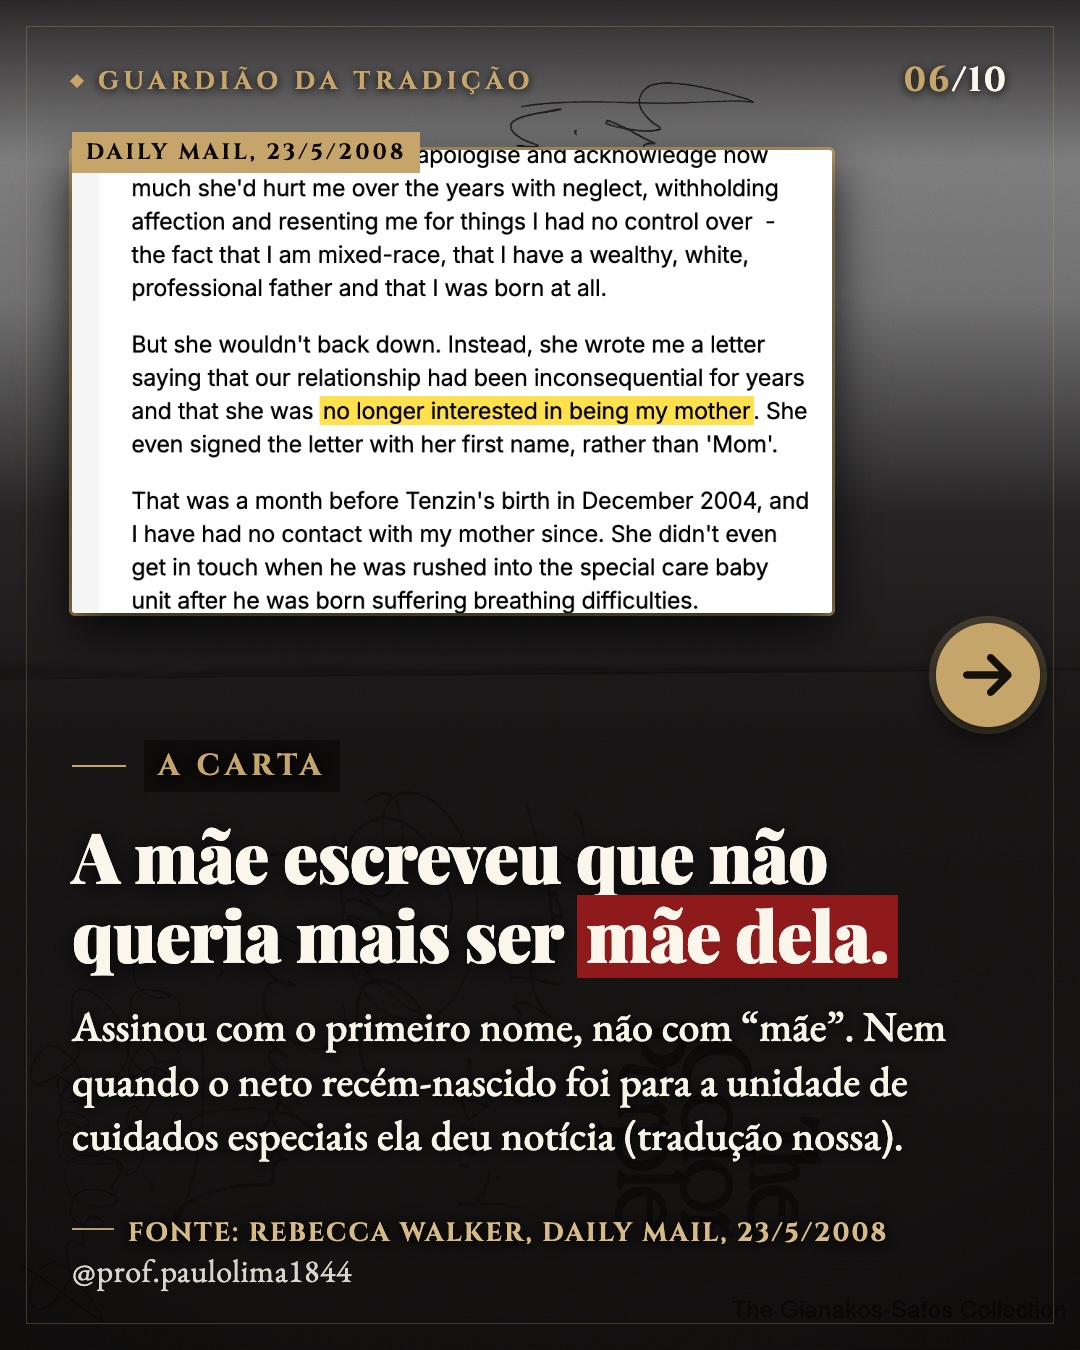 GUARDIÃO DA TRADIÇÃO
06/10
DAILY MAIL, 23/5/2008
apologise and acknowledge how
much she'd hurt me over the years with neglect, withholding
affection and resenting me for things I had no control over -
the fact that I am mixed-race, that I have a wealthy, white,
professional father and that I was born at all.
But she wouldn't back down. Instead, she wrote me a letter
saying that our relationship had been inconsequential for years
and that she was no longer interested in being my mother. She
even signed the letter with her first name, rather than 'Mom'.
That was a month before Tenzin's birth in December 2004, and
I have had no contact with my mother since. She didn't even
get in touch when he was rushed into the special care baby
unit after he was born suffering breathing difficulties.
A CARTA
A mãe escreveu que não
queria mais ser mãe dela.
Assinou com o primeiro nome, não com “mãe”. Nem
quando o neto recém-nascido foi para a unidade de
cuidados especiais ela deu notícia (tradução nossa).
FONTE: REBECCA WALKER, DAILY MAIL, 23/5/2008
@prof.paulolima1844
The Gianakos-Safos Collection